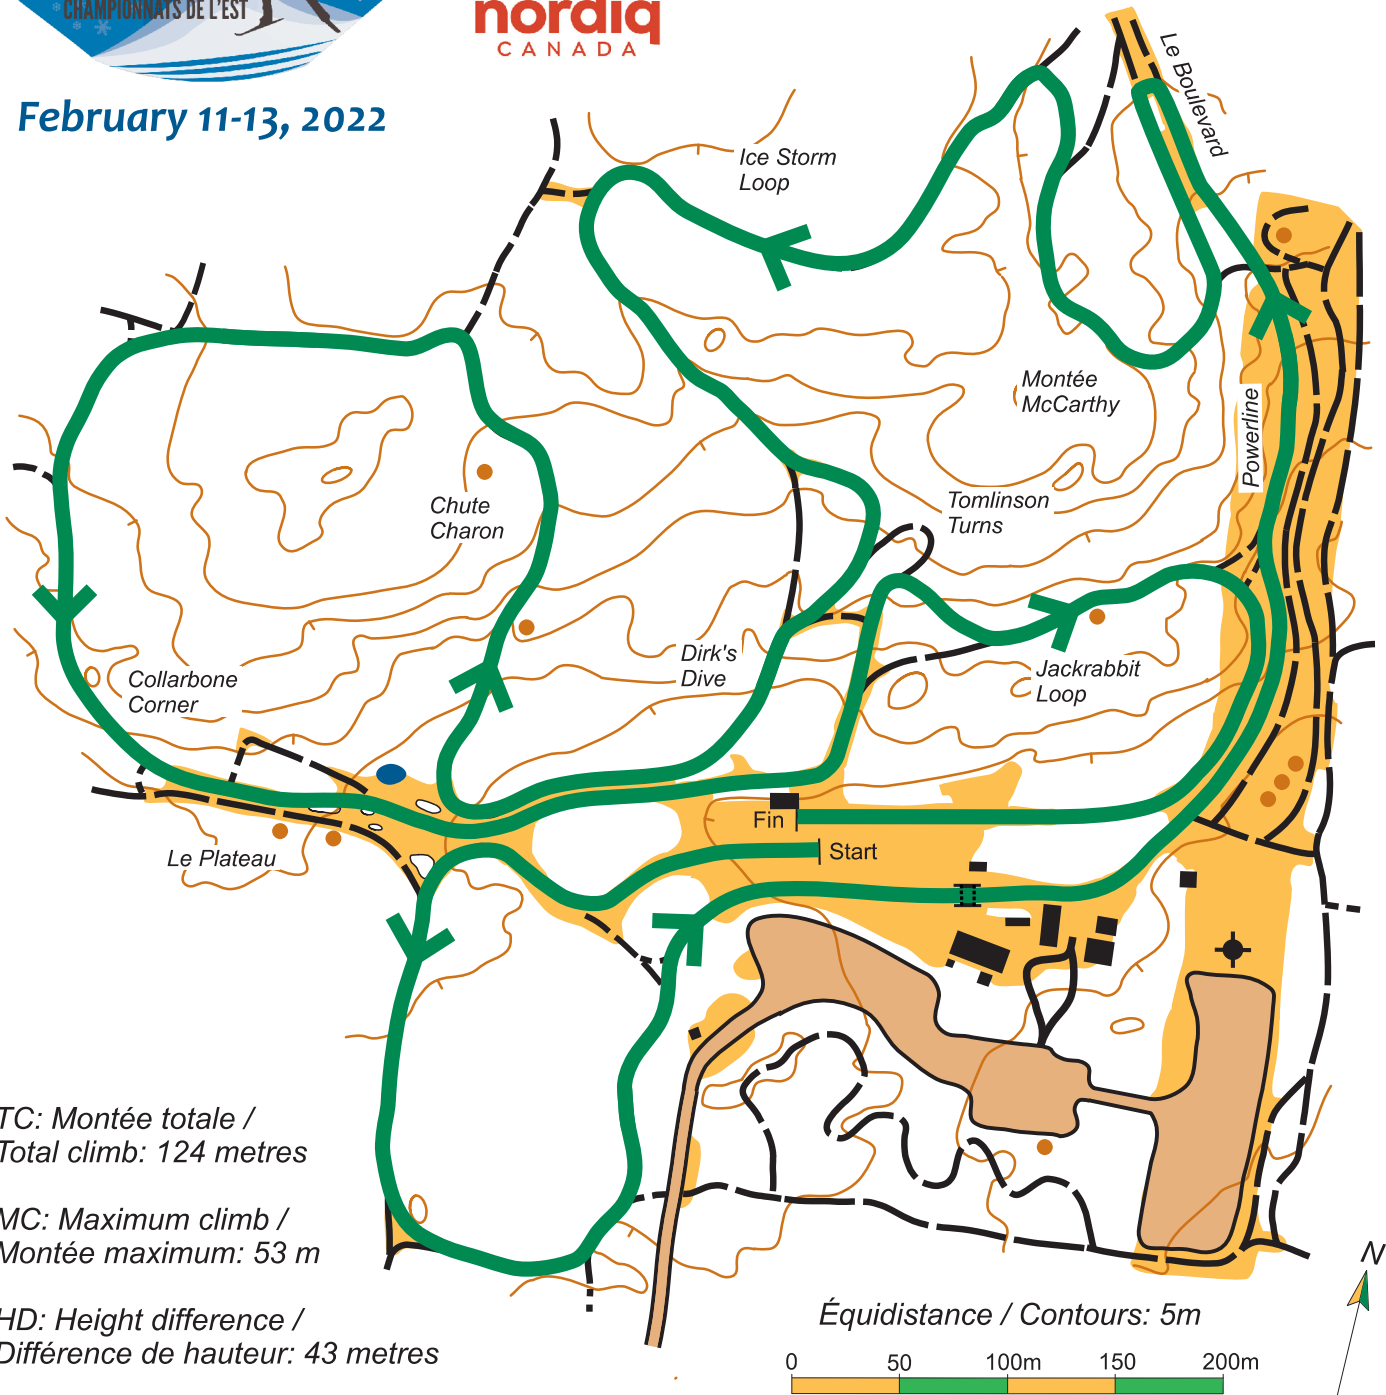 CHAMPIONNATS DE L'EST
nordiq
CANADA
February 11-13, 2022
Le Boulevard
Ice Storm
Loop
Montée
McCarthy
Powerline
Chute
Charon
Tomlinson
Turns
Dirk's
Dive
Jackrabbit
Loop
Collarbone
Corner
Fin
Start
Le Plateau
TC: Montée totale /
Total climb: 124 metres
MC: Maximum climb /
Montée maximum: 53 m
HD: Height difference /
Différence de hauteur: 43 metres
N
Équidistance / Contours: 5m
0 50 100m 150 200m